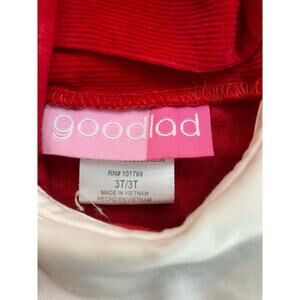 goodlad
RN# 101769
3T/3T
MADE IN VIETNAM
HECHO EN VIETNAM